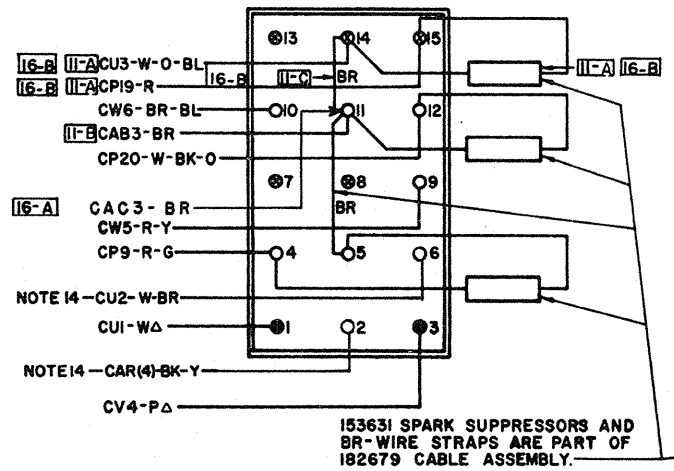 13 14 15
16-B 11-A CU3-W-O-BL
11-A 16-B
16-B 11-A CP19-R 16-B 11-C BR
CW6-BR-BL 10 11 12
11-B CAB3-BR
CP20-W-BK-O
7 8 9
16-A CAC3-BR BR
CW5-R-Y
CP9-R-G 4 5 6
NOTE 14-CU2-W-BR
CU1-W△ 1 2 3
NOTE 14-CAR(4)-BK-Y
CV4-P△
153631 SPARK SUPPRESSORS AND
BR-WIRE STRAPS ARE PART OF
182679 CABLE ASSEMBLY.